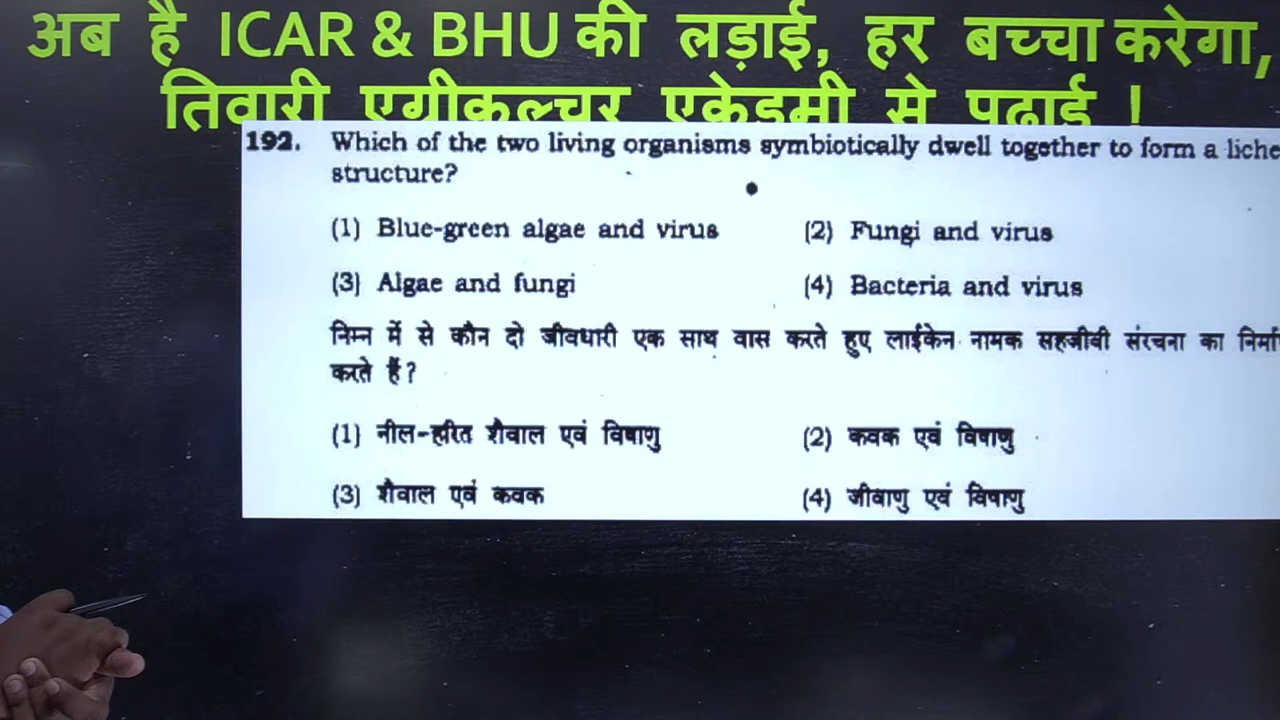 अब है ICAR & BHU की लड़ाई, हर बच्चा करेगा,
तिवारी एग्रीकल्चर एकेडमी से पढाई !
192. Which of the two living organisms symbiotically dwell together to form a liche
structure?
(1) Blue-green algae and virus (2) Fungi and virus
(3) Algae and fungi (4) Bacteria and virus
निम्न में से कौन दो जीवधारी एक साथ वास करते हुए लाईकेन नामक सहजीवी संरचना का निर्मा
करते हैं?
(1) नील-हरित शैवाल एवं विषाणु (2) कवक एवं विषाणु
(3) शैवाल एवं कवक (4) जीवाणु एवं विषाणु